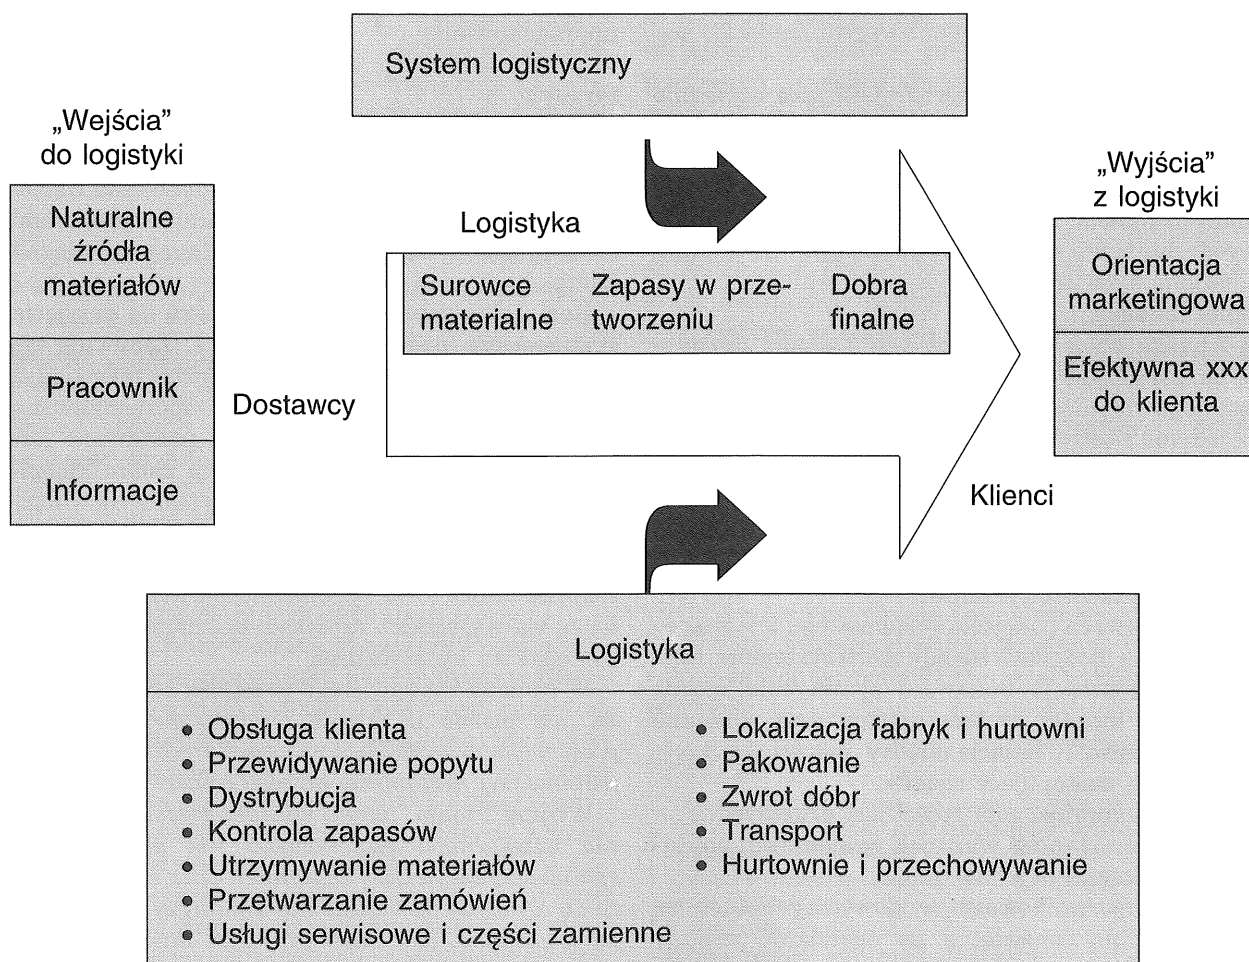 System logistyczny
„Wejścia”
do logistyki
Naturalne
źródła
materiałów
Pracownik
Informacje
Dostawcy
Logistyka
Surowce
materialne
Zapasy w prze-
tworzeniu
Dobra
finalne
Klienci
„Wyjścia”
z logistyki
Orientacja
marketingowa
Efektywna xxx
do klienta
Logistyka
• Obsługa klienta
• Przewidywanie popytu
• Dystrybucja
• Kontrola zapasów
• Utrzymywanie materiałów
• Przetwarzanie zamówień
• Usługi serwisowe i części zamienne
• Lokalizacja fabryk i hurtowni
• Pakowanie
• Zwrot dóbr
• Transport
• Hurtownie i przechowywanie